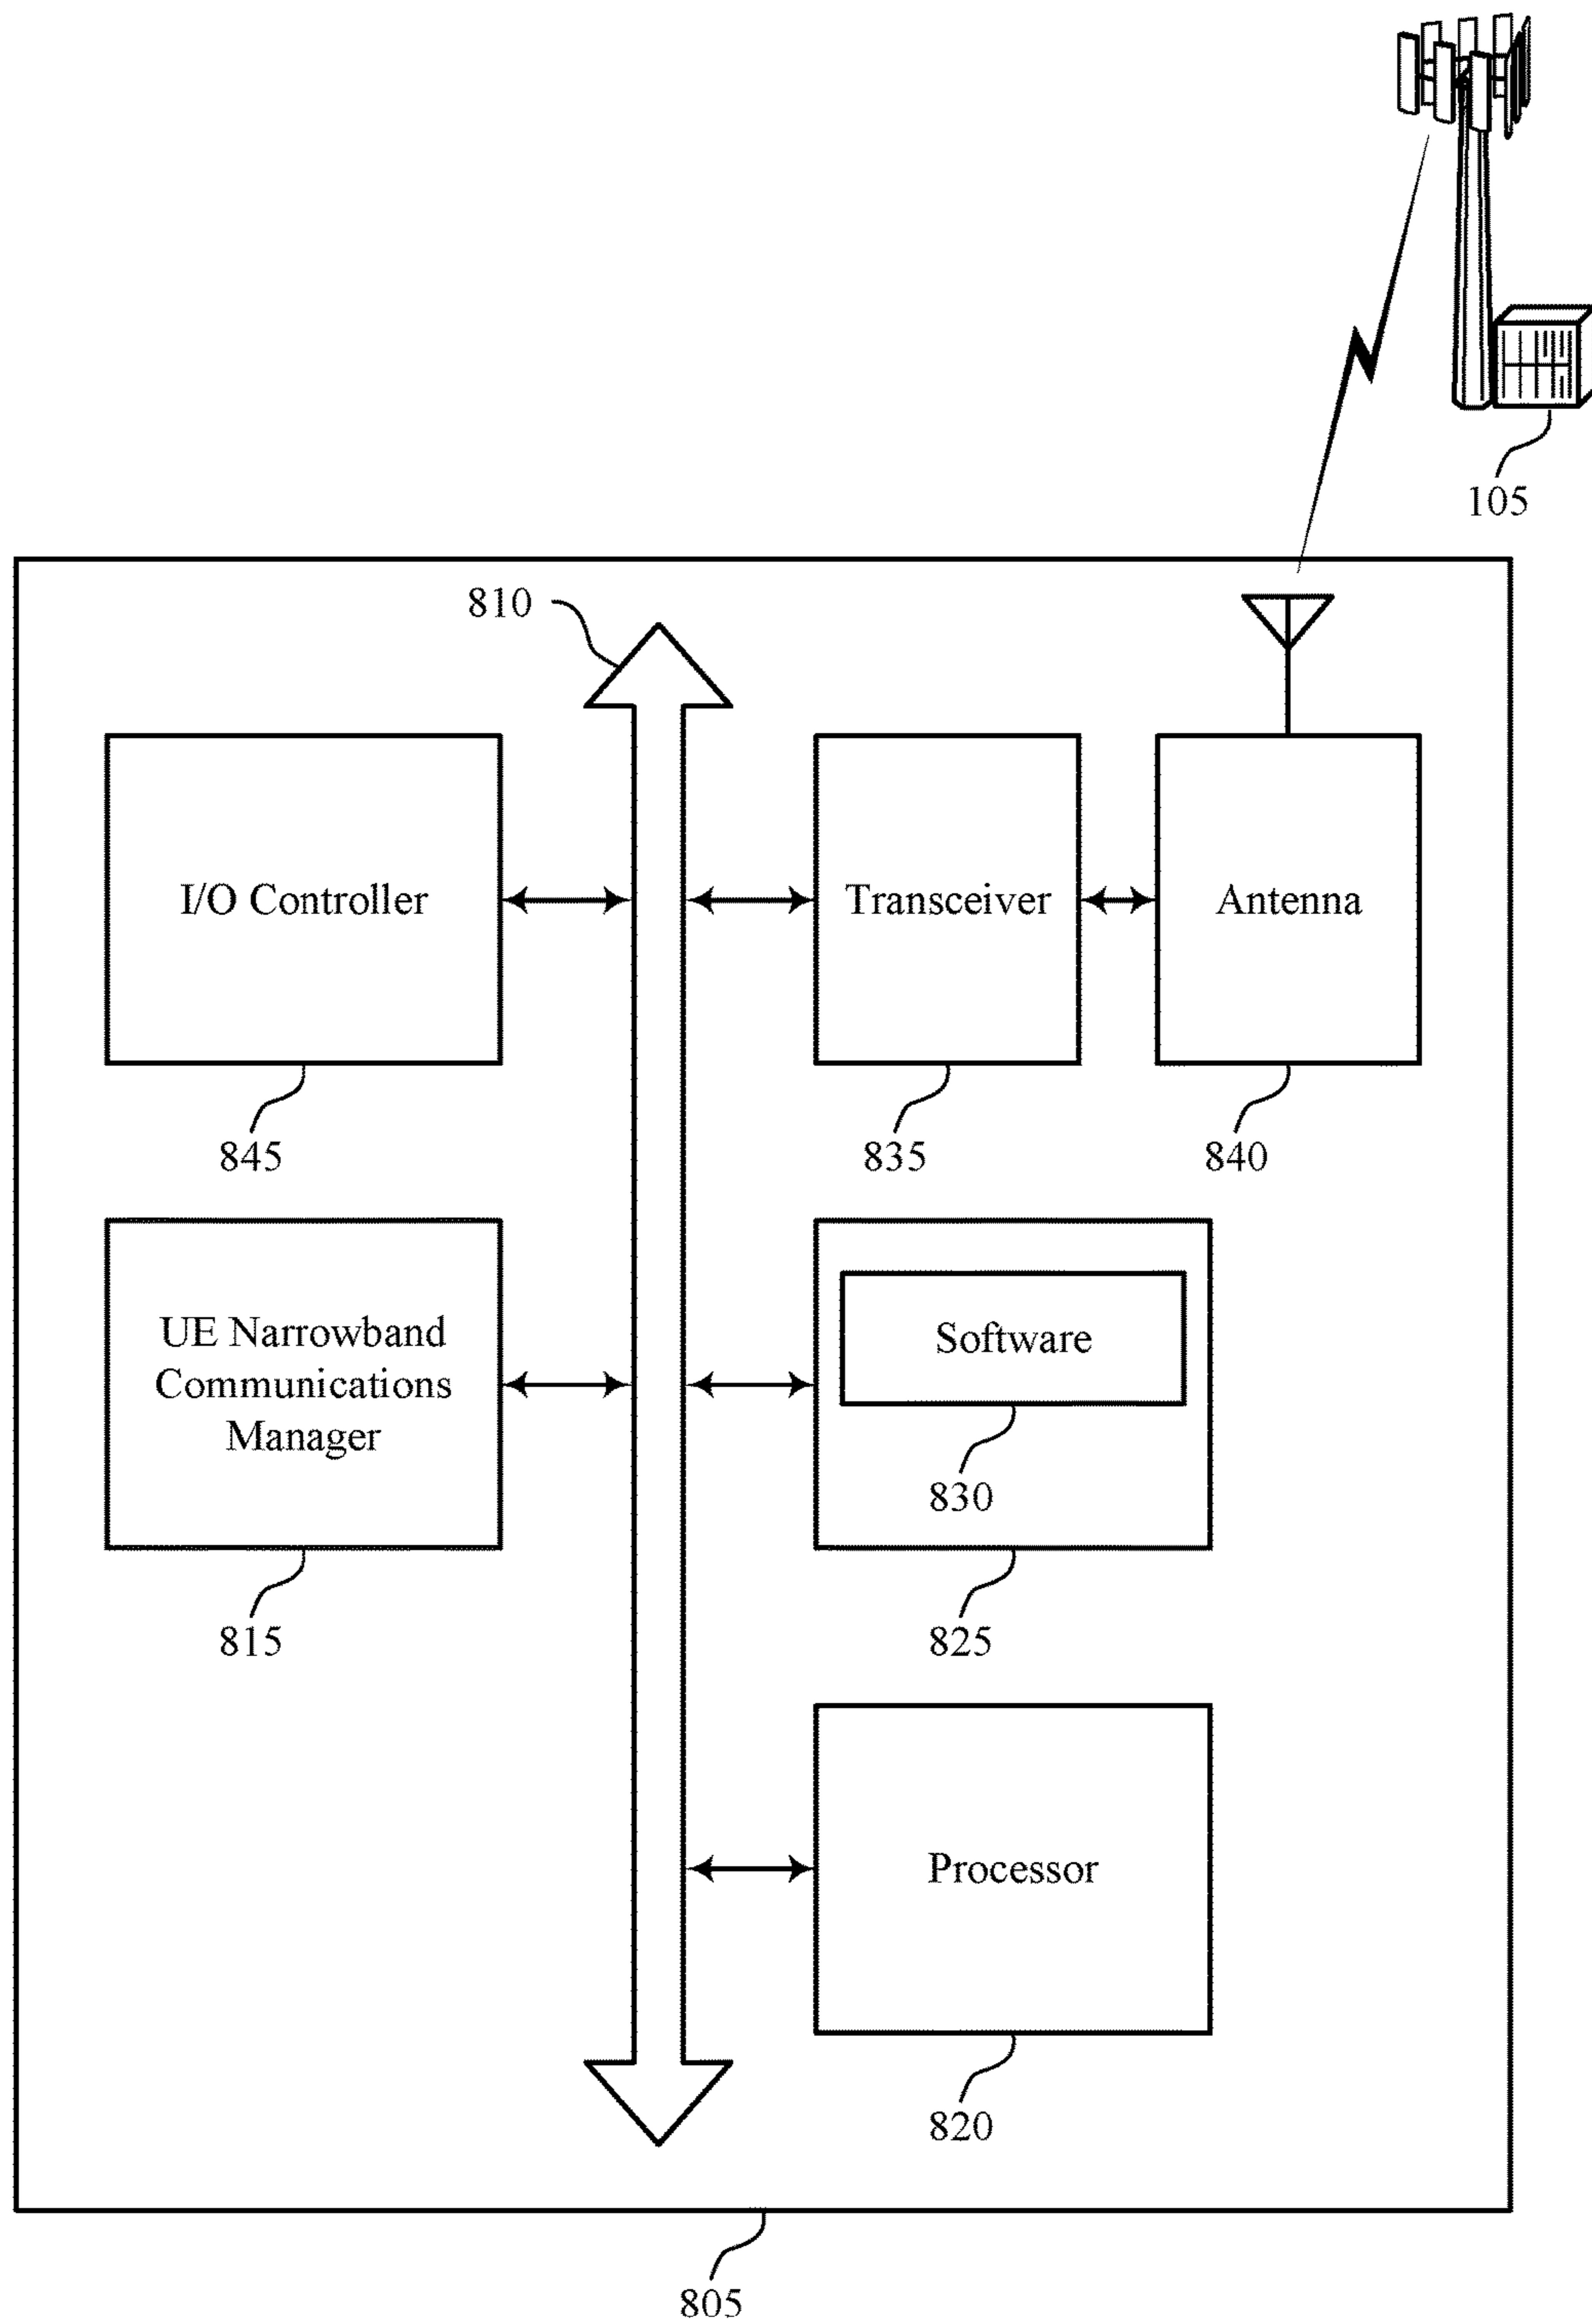 105
810
I/O Controller
Transceiver
Antenna
845
835
840
UE Narrowband
Communications
Manager
Software
830
815
825
Processor
820
805